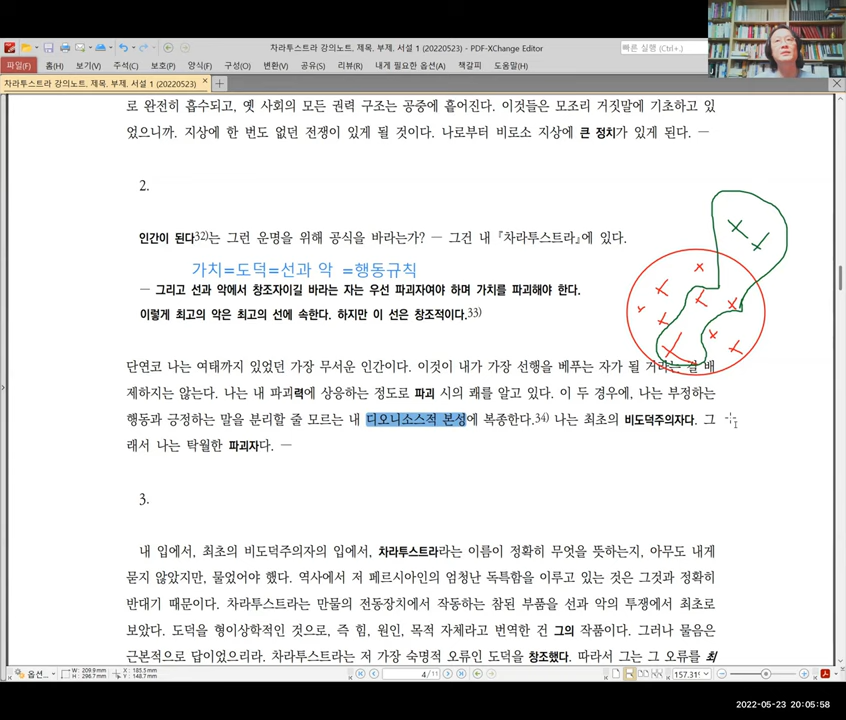 차라투스트라 강의노트, 제목, 부제, 서설 1 (20220523) - PDF-XChange Editor
빠른 실행 (Ctrl+.)
파일(F) 홈(H) 보기(V) 주석(C) 보호(P) 양식(F) 구성(O) 변환(V) 공유(S) 리뷰(R) 내게 필요한 옵션(A) 책갈피 도움말(H)
차라투스트라 강의노트, 제목, 부제, 서설 1 (20220523)
로 완전히 흡수되고, 옛 사회의 모든 권력 구조는 공중에 흩어진다. 이것들은 모조리 거짓말에 기초하고 있
었으니까. 지상에 한 번도 없던 전쟁이 있게 될 것이다. 나로부터 비로소 지상에 큰 정치가 있게 된다. —
2.
인간이 된다32)는 그런 운명을 위해 공식을 바라는가? — 그건 내 『차라투스트라』에 있다.
가치=도덕=선과 악 =행동규칙
— 그리고 선과 악에서 창조자이길 바라는 자는 우선 파괴자여야 하며 가치를 파괴해야 한다.
이렇게 최고의 악은 최고의 선에 속한다. 하지만 이 선은 창조적이다.33)
단연코 나는 여태까지 있었던 가장 무서운 인간이다. 이것이 내가 가장 선행을 베푸는 자가 될 거라는 걸 배
제하지는 않는다. 나는 내 파괴력에 상응하는 정도로 파괴 시의 쾌를 알고 있다. 이 두 경우에, 나는 부정하는
행동과 긍정하는 말을 분리할 줄 모르는 내 디오니소스적 본성에 복종한다.34) 나는 최초의 비도덕주의자다. 그
래서 나는 탁월한 파괴자다. —
3.
내 입에서, 최초의 비도덕주의자의 입에서, 차라투스트라라는 이름이 정확히 무엇을 뜻하는지, 아무도 내게
묻지 않았지만, 물었어야 했다. 역사에서 저 페르시아인의 엄청난 독특함을 이루고 있는 것은 그것과 정확히
반대기 때문이다. 차라투스트라는 만물의 전동장치에서 작동하는 참된 부품을 선과 악의 투쟁에서 최초로
보았다. 도덕을 형이상학적인 것으로, 즉 힘, 원인, 목적 자체라고 번역한 건 그의 작품이다. 그러나 물음은
근본적으로 답이었으리라. 차라투스트라는 저 가장 숙명적 오류인 도덕을 창조했다. 따라서 그는 그 오류를 최
옵션... W: 209.9mm H: 296.7mm X: 185.5mm Y: 148.7mm 4/11 157.31%
2022-05-23 20:05:58